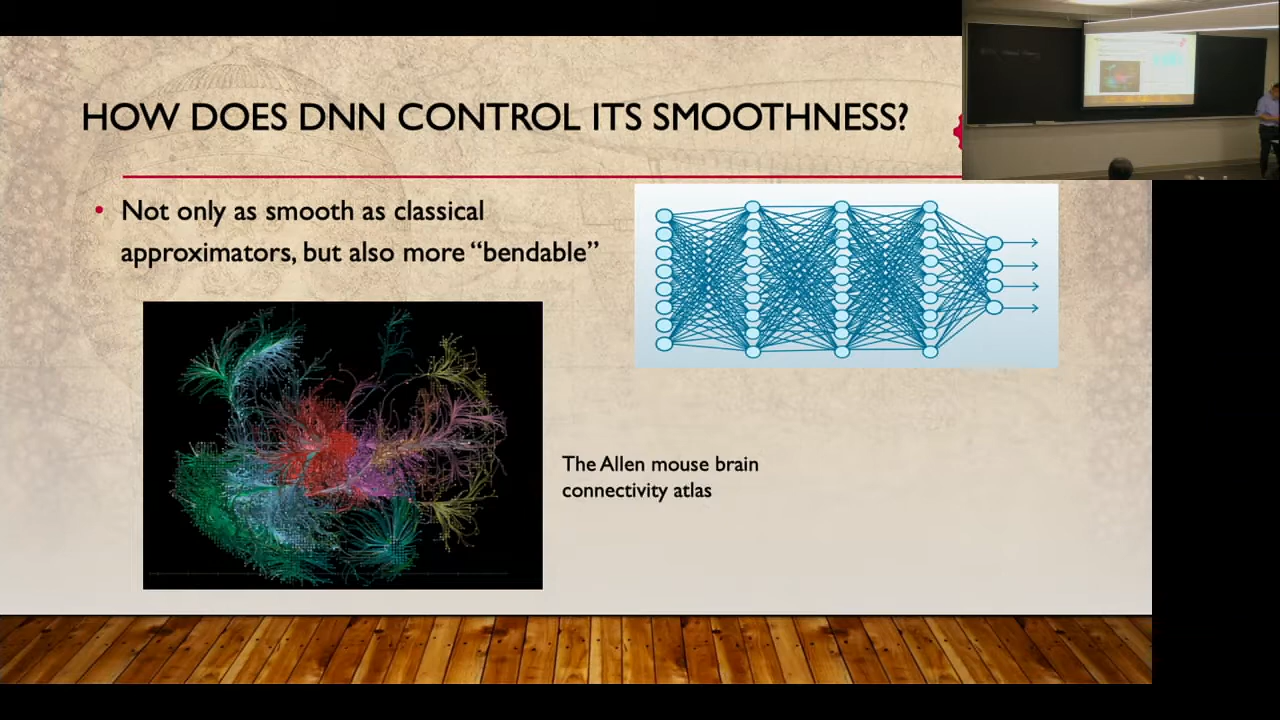 HOW DOES DNN CONTROL ITS SMOOTHNESS?
• Not only as smooth as classical
approximators, but also more “bendable”
The Allen mouse brain
connectivity atlas